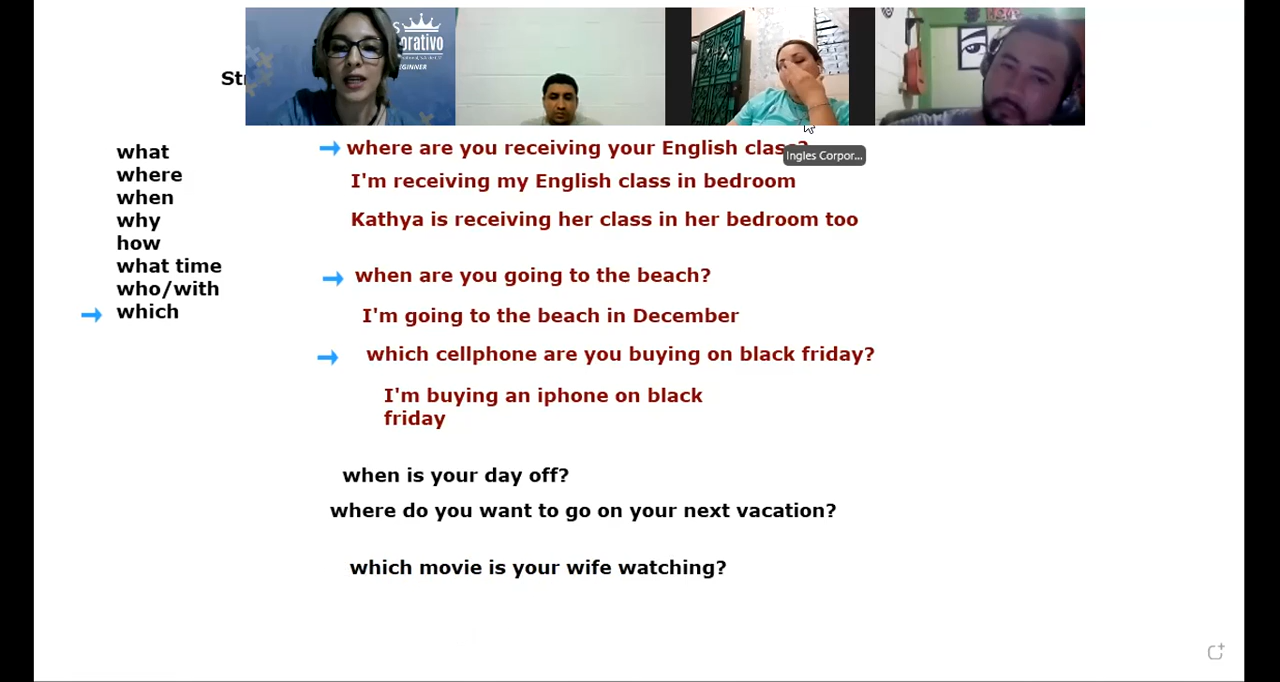 orativo
GINNER
St
what
where
when
why
how
what time
who/with
which
where are you receiving your English class?
Ingles Corpor...
I'm receiving my English class in bedroom
Kathya is receiving her class in her bedroom too
when are you going to the beach?
I'm going to the beach in December
which cellphone are you buying on black friday?
I'm buying an iphone on black
friday
when is your day off?
where do you want to go on your next vacation?
which movie is your wife watching?